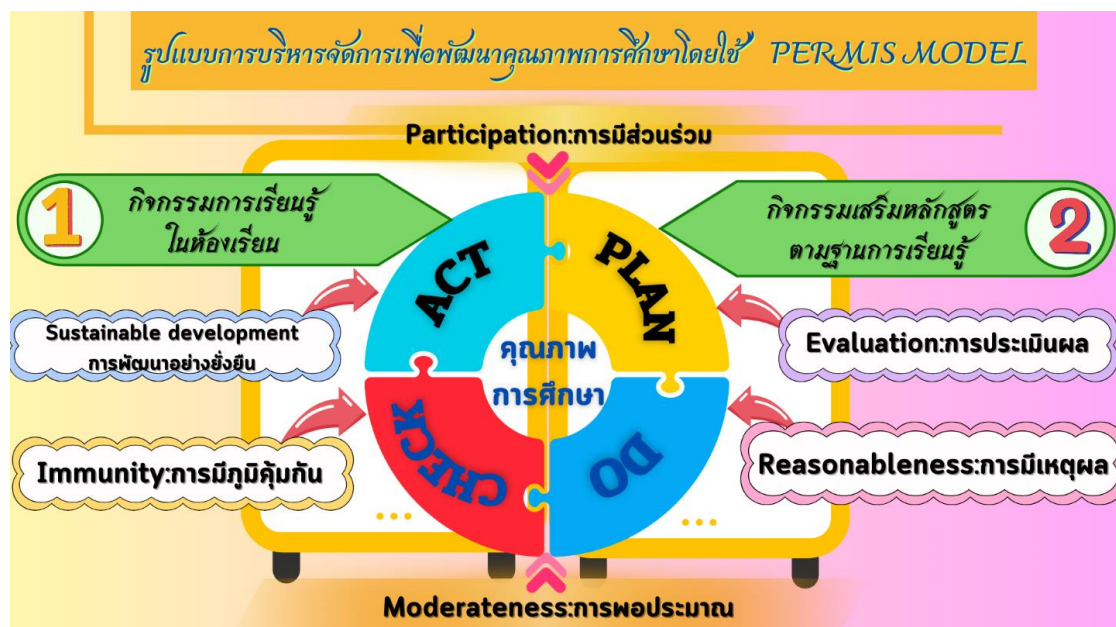 รูปแบบการบริหารจัดการเพื่อพัฒนาคุณภาพการศึกษาโดยใช้ PERMIS MODEL
Participation:การมีส่วนร่วม
1
กิจกรรมการเรียนรู้
ในห้องเรียน
กิจกรรมเสริมหลักสูตร
ตามฐานการเรียนรู้
2
ACT
PLAN
Sustainable development
การพัฒนาอย่างยั่งยืน
คุณภาพ
การศึกษา
Evaluation:การประเมินผล
Immunity:การมีภูมิคุ้มกัน
CHECK
DO
Reasonableness:การมีเหตุผล
Moderateness:การพอประมาณ